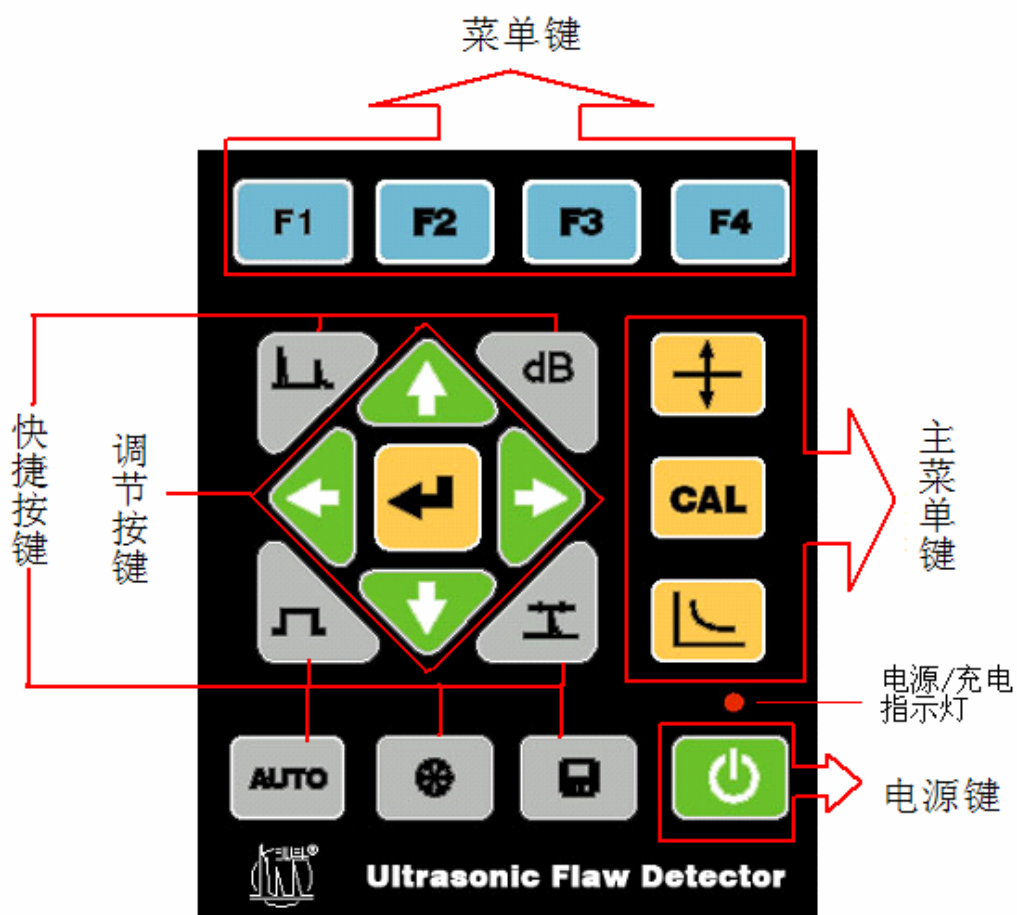 菜单键
F1 F2 F3 F4
dB
快捷按键
调节按键
CAL
主菜单键
电源/充电
指示灯
AUTO
电源键
Ultrasonic Flaw Detector